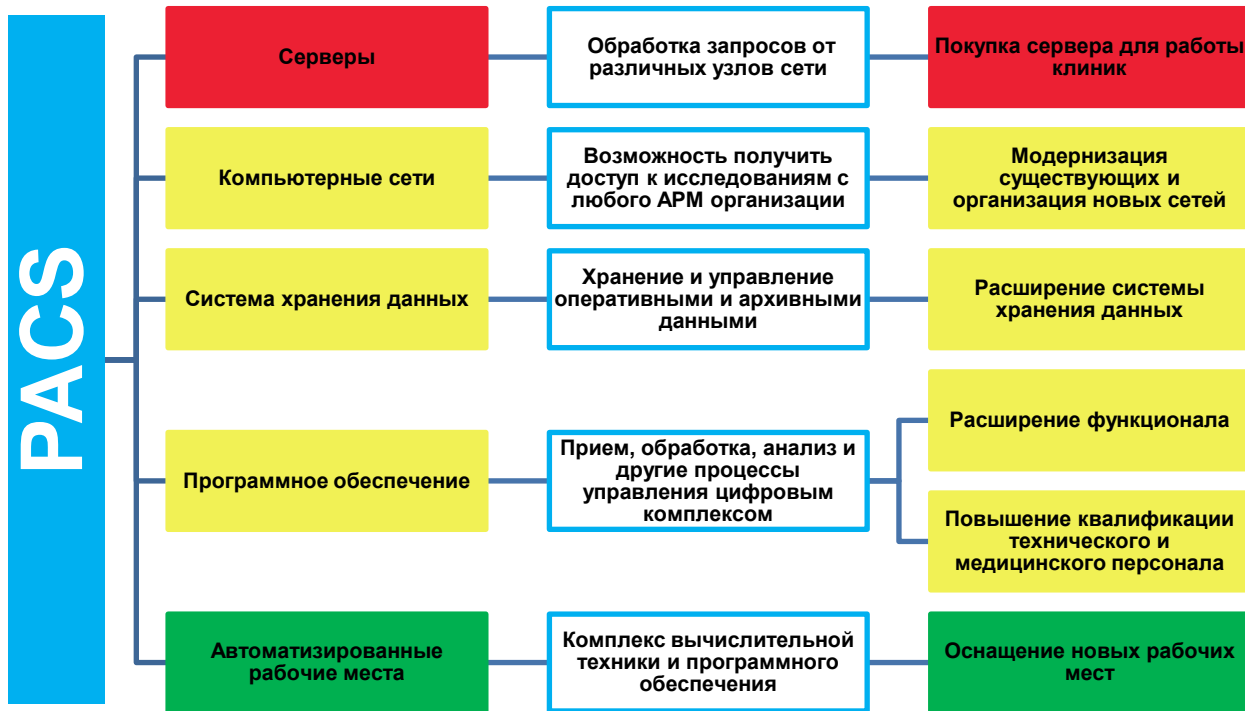 PACS
Серверы
Обработка запросов от
различных узлов сети
Покупка сервера для работы
клиник
Компьютерные сети
Возможность получить
доступ к исследованиям с
любого АРМ организации
Модернизация
существующих и
организация новых сетей
Система хранения данных
Хранение и управление
оперативными и архивными
данными
Расширение системы
хранения данных
Программное обеспечение
Прием, обработка, анализ и
другие процессы
управления цифровым
комплексом
Расширение функционала
Повышение квалификации
технического и
медицинского персонала
Автоматизированные
рабочие места
Комплекс вычислительной
техники и программного
обеспечения
Оснащение новых рабочих
мест